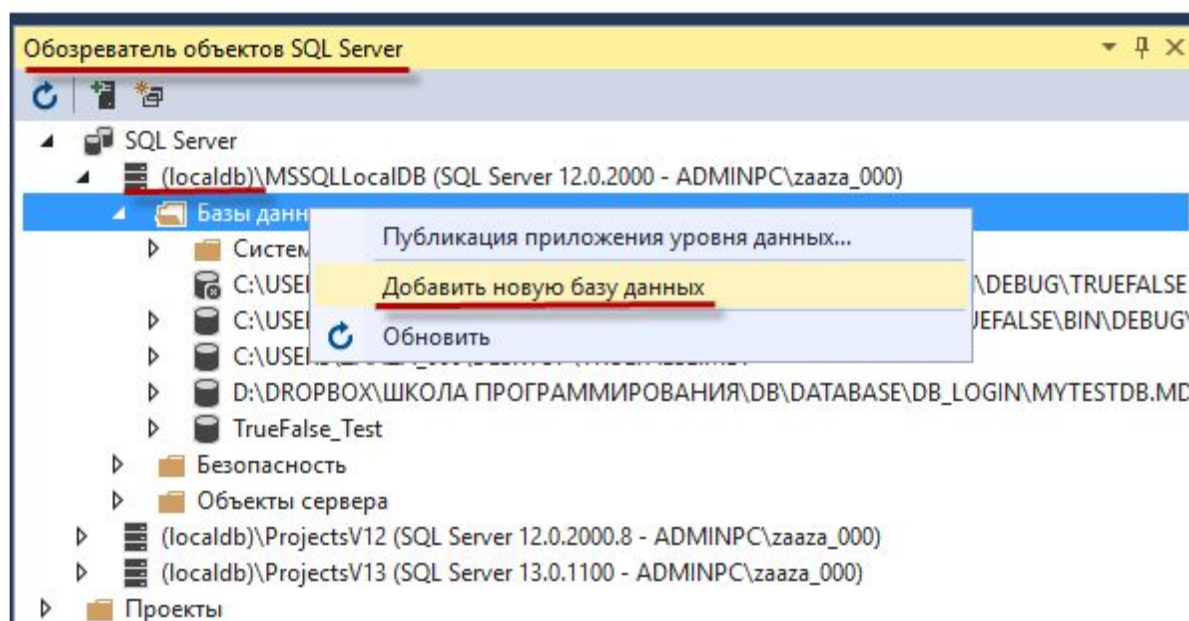 Обозреватель объектов SQL Server
SQL Server
(localdb)\MSSQLLocalDB (SQL Server 12.0.2000 - ADMINPC\zaaza_000)
Базы данн
Публикация приложения уровня данных...
Систем
Добавить новую базу данных
C:\USE \DEBUG\TRUEFALSE
Обновить
C:\USE \BIN\DEBUG\
D:\DROPBOX\ШКОЛА ПРОГРАММИРОВАНИЯ\DB\DATABASE\DB_LOGIN\MYTESTDB.MD
TrueFalse_Test
Безопасность
Объекты сервера
(localdb)\ProjectsV12 (SQL Server 12.0.2000.8 - ADMINPC\zaaza_000)
(localdb)\ProjectsV13 (SQL Server 13.0.1100 - ADMINPC\zaaza_000)
Проекты